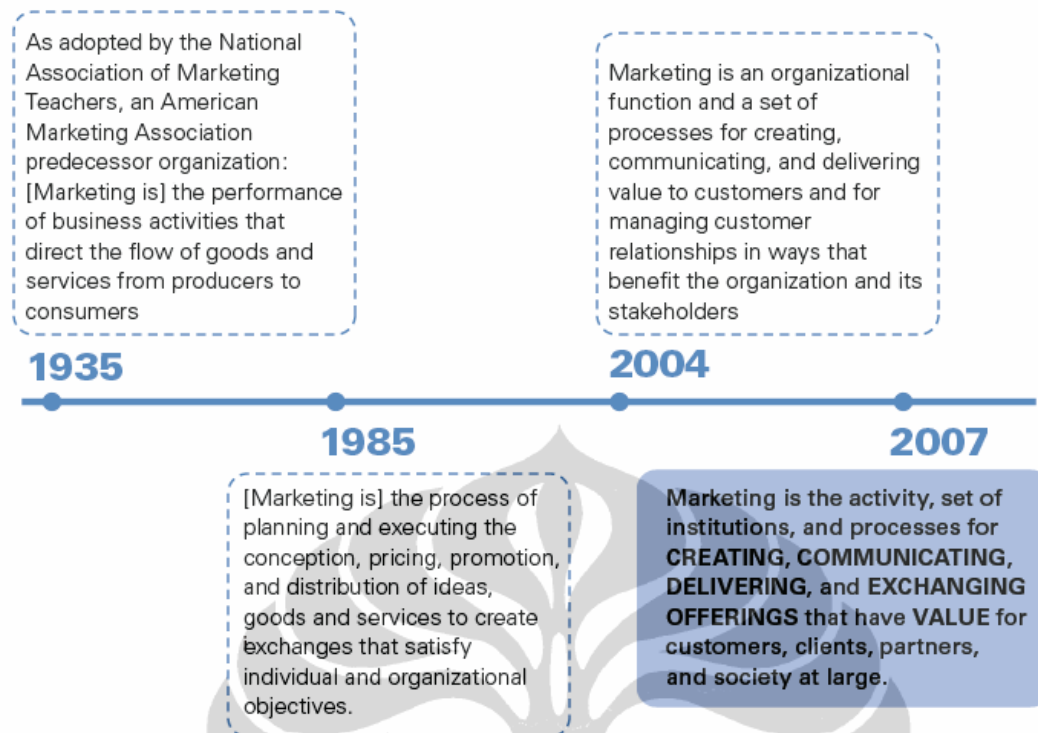 As adopted by the National
Association of Marketing
Teachers, an American
Marketing Association
predecessor organization:
[Marketing is] the performance
of business activities that
direct the flow of goods and
services from producers to
consumers
1935
1985
[Marketing is] the process of
planning and executing the
conception, pricing, promotion,
and distribution of ideas,
goods and services to create
exchanges that satisfy
individual and organizational
objectives.
Marketing is an organizational
function and a set of
processes for creating,
communicating, and delivering
value to customers and for
managing customer
relationships in ways that
benefit the organization and its
stakeholders
2004
2007
Marketing is the activity, set of
institutions, and processes for
CREATING, COMMUNICATING,
DELIVERING, and EXCHANGING
OFFERINGS that have VALUE for
customers, clients, partners,
and society at large.